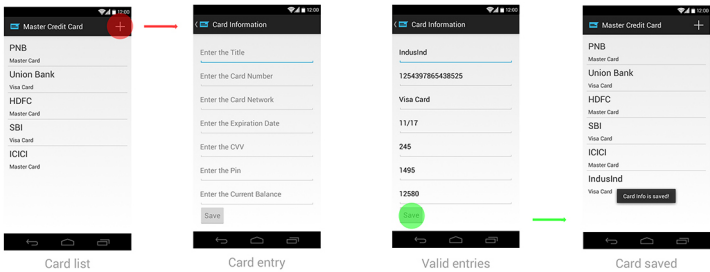 12:00
Master Credit Card
PNB
Master Card
Union Bank
Visa Card
HDFC
Master Card
SBI
Visa Card
ICICI
Master Card
Card list
12:00
Card Information
Enter the Title
Enter the Card Number
Enter the Card Network
Enter the Expiration Date
Enter the CVV
Enter the Pin
Enter the Current Balance
Save
Card entry
12:00
Card Information
IndusInd
1254397865438525
Visa Card
11/17
245
1495
12580
Save
Valid entries
12:00
Master Credit Card
PNB
Master Card
Union Bank
Visa Card
HDFC
Master Card
SBI
Visa Card
ICICI
Master Card
IndusInd
Visa Card
Card info is saved!
Card saved